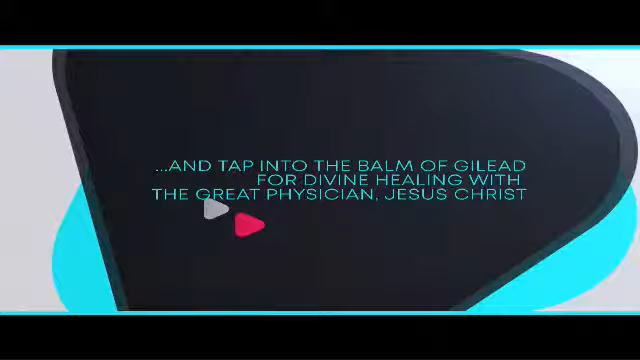 ...AND TAP INTO THE BALM OF GILEAD
FOR DIVINE HEALING WITH
THE GREAT PHYSICIAN, JESUS CHRIST